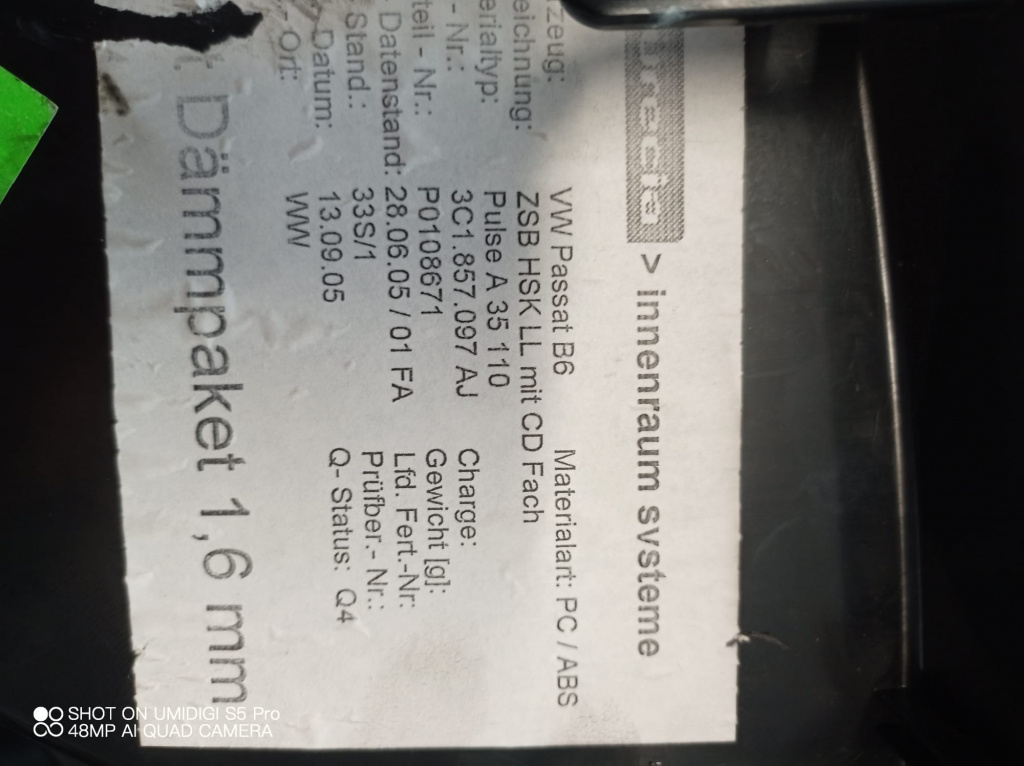 > innenraum systeme
VW Passat B6 Materialart: PC / ABS
ZSB HSK LL mit CD Fach
Pulse A 35 110
- Nr.: 3C1.857.097 AJ Charge:
teil - Nr.: P0108671 Gewicht [g]:
Datenstand: 28.06.05 / 01 FA Lfd. Fert.-Nr:
Stand.: 33S/1 Prüfber.- Nr.:
Datum: 13.09.05 Q- Status: Q4
-Ort: WW
Dämmpaket 1,6 mm
SHOT ON UMIDIGI S5 Pro
48MP AI QUAD CAMERA